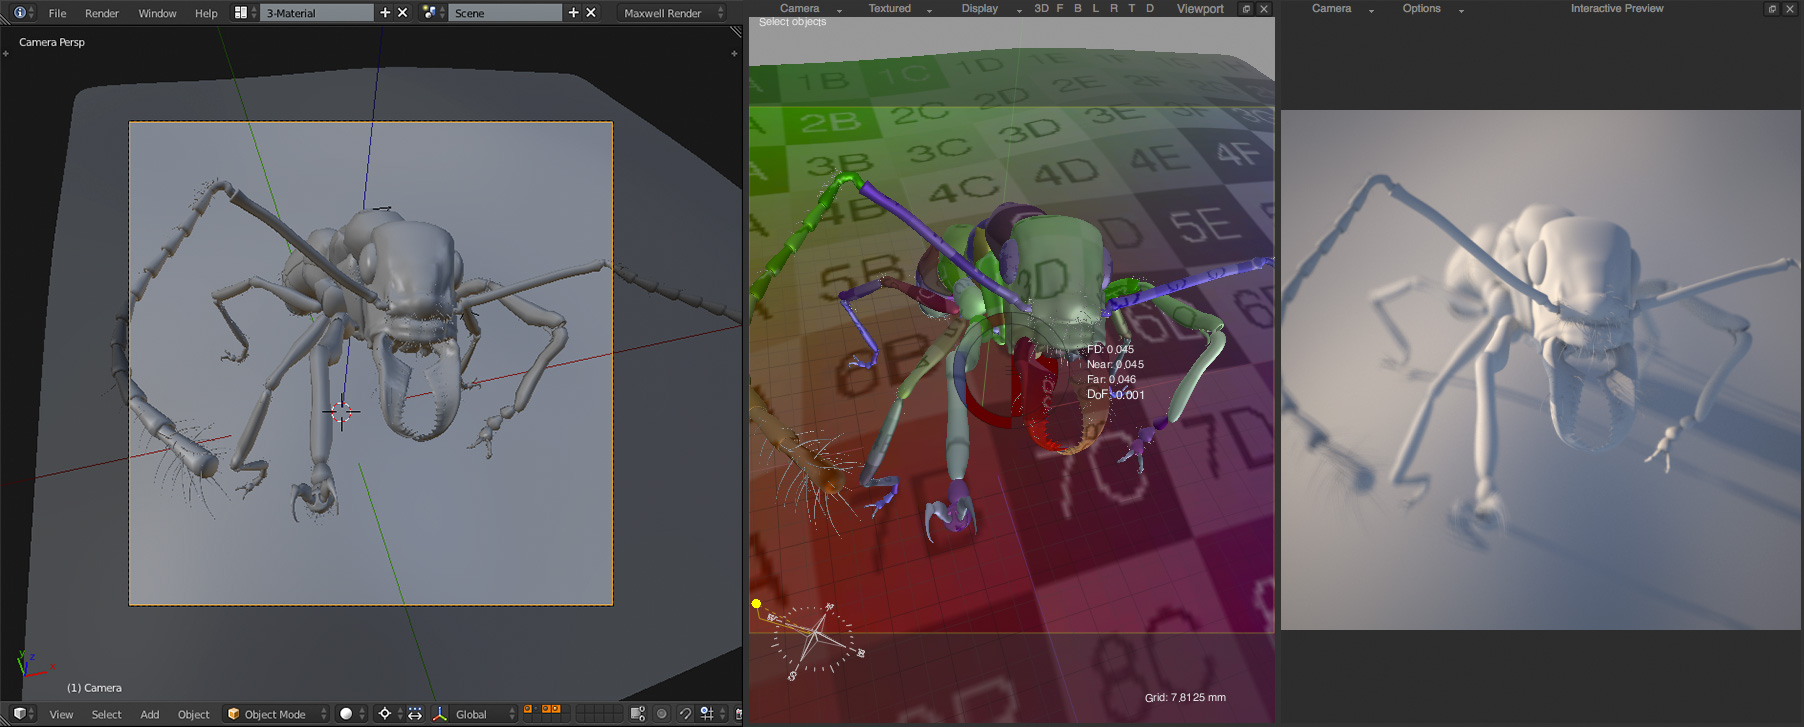 File Render Window Help 3-Material Scene Maxwell Render
Camera Persp
y z x
(1) Camera
View Select Add Object Object Mode Global
Camera Textured Display 3D F B L R T D Viewport
Select objects
1B 1C 1D 1E
2B 2C 2D 2E
3B 3C 3D 3E
4B 4C 4D 4E 4F
5B 5E
6B 6D
7D
8C
FD: 0,045
Near: 0,045
Far: 0,046
DoF: 0,001
Grid: 7,8125 mm
Camera Options Interactive Preview